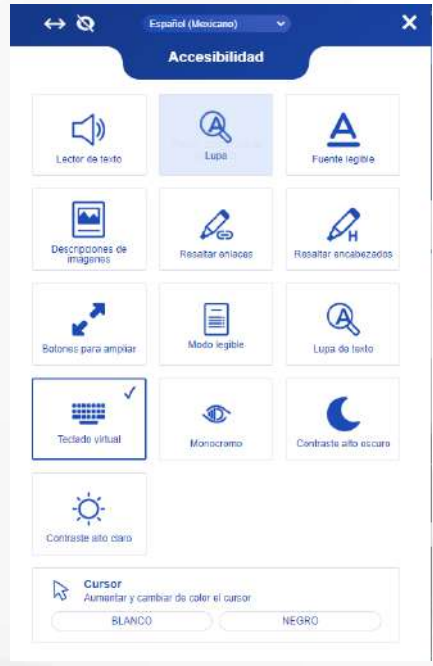 Español (Mexicano)
Accesibilidad
Lector de texto
Lupa
Fuente legible
Descripciones de
imagenes
Resaltar enlaces
Resaltar encabezados
Botones para ampliar
Modo legible
Lupa de texto
Teclado virtual
Monocromo
Contraste alto oscuro
Contraste alto claro
Cursor
Aumentar y cambiar de color el cursor
BLANCO
NEGRO